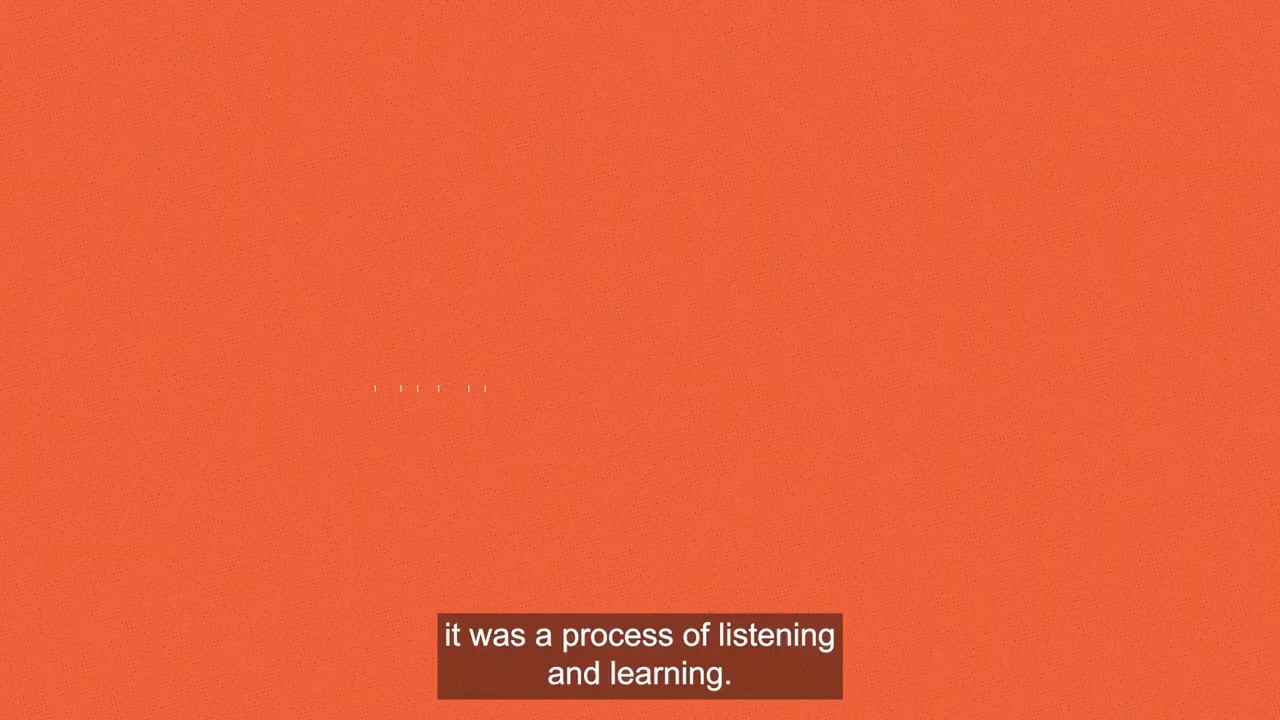 it was a process of listening
and learning.